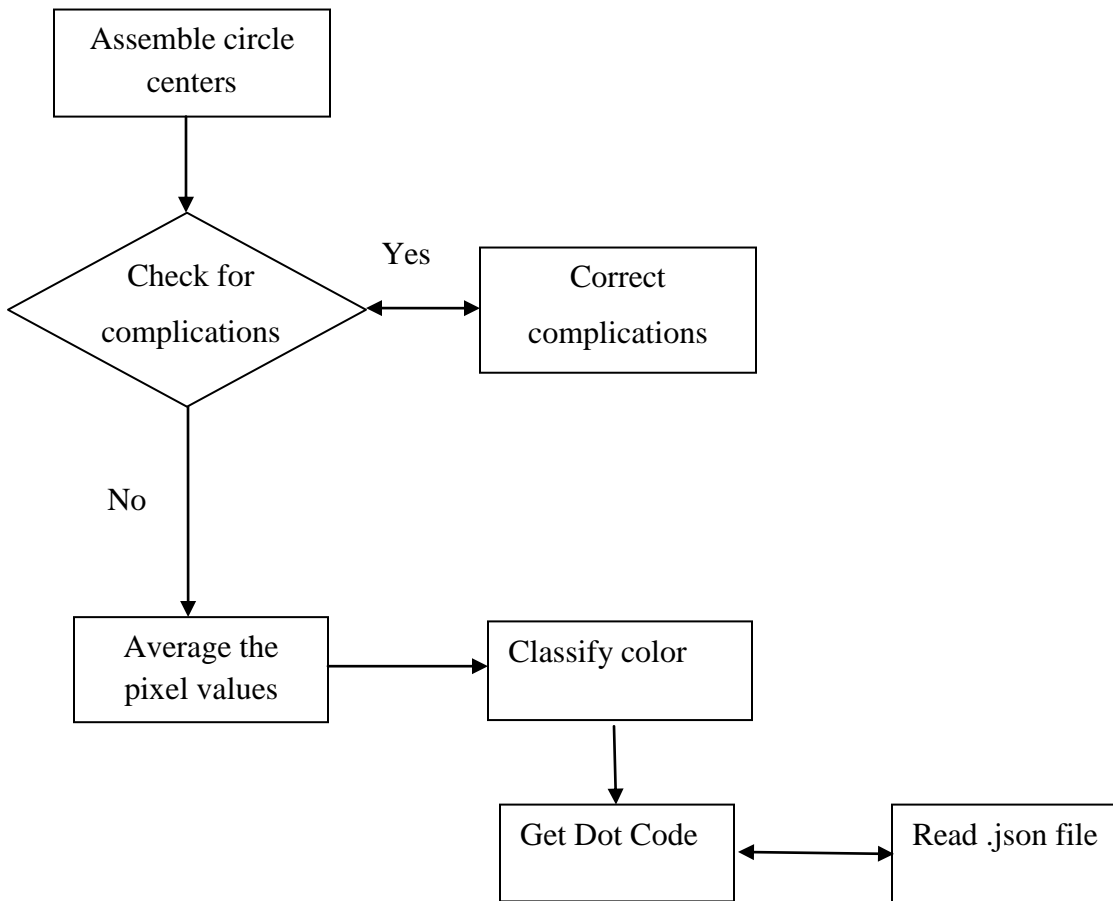 Assemble circle
centers
Check for
complications
Yes
Correct
complications
No
Average the
pixel values
Classify color
Get Dot Code
Read .json file